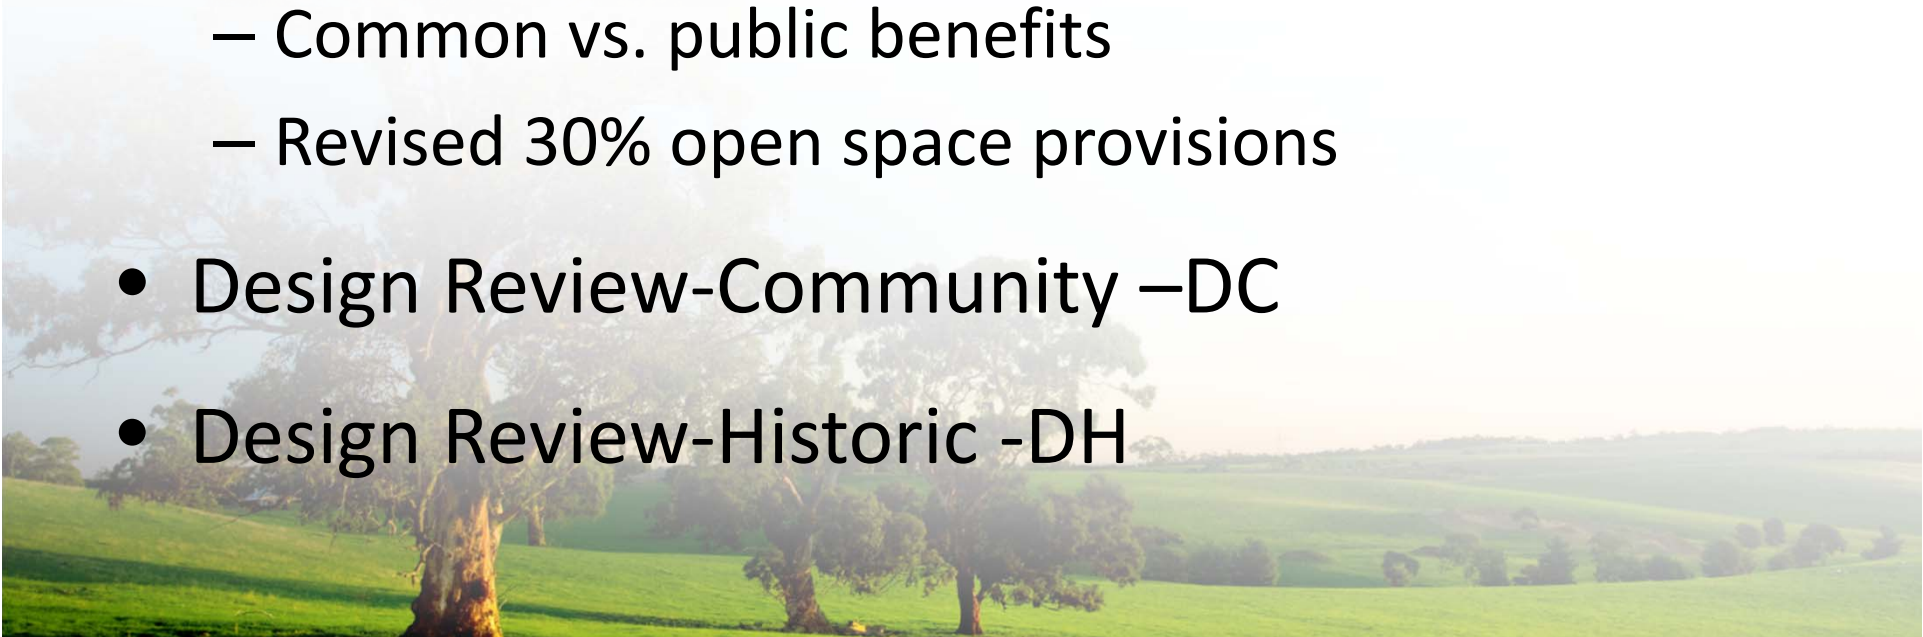 – Common vs. public benefits
– Revised 30% open space provisions
• Design Review-Community –DC
• Design Review-Historic -DH